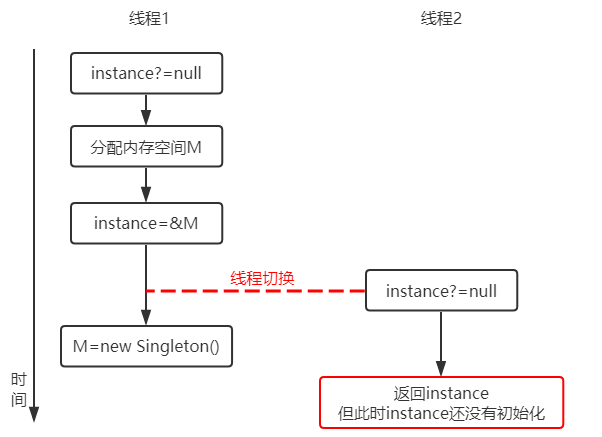 线程1
线程2
instance?=null
分配内存空间M
instance=&M
线程切换
instance?=null
M=new Singleton()
时
间
返回instance
但此时instance还没有初始化